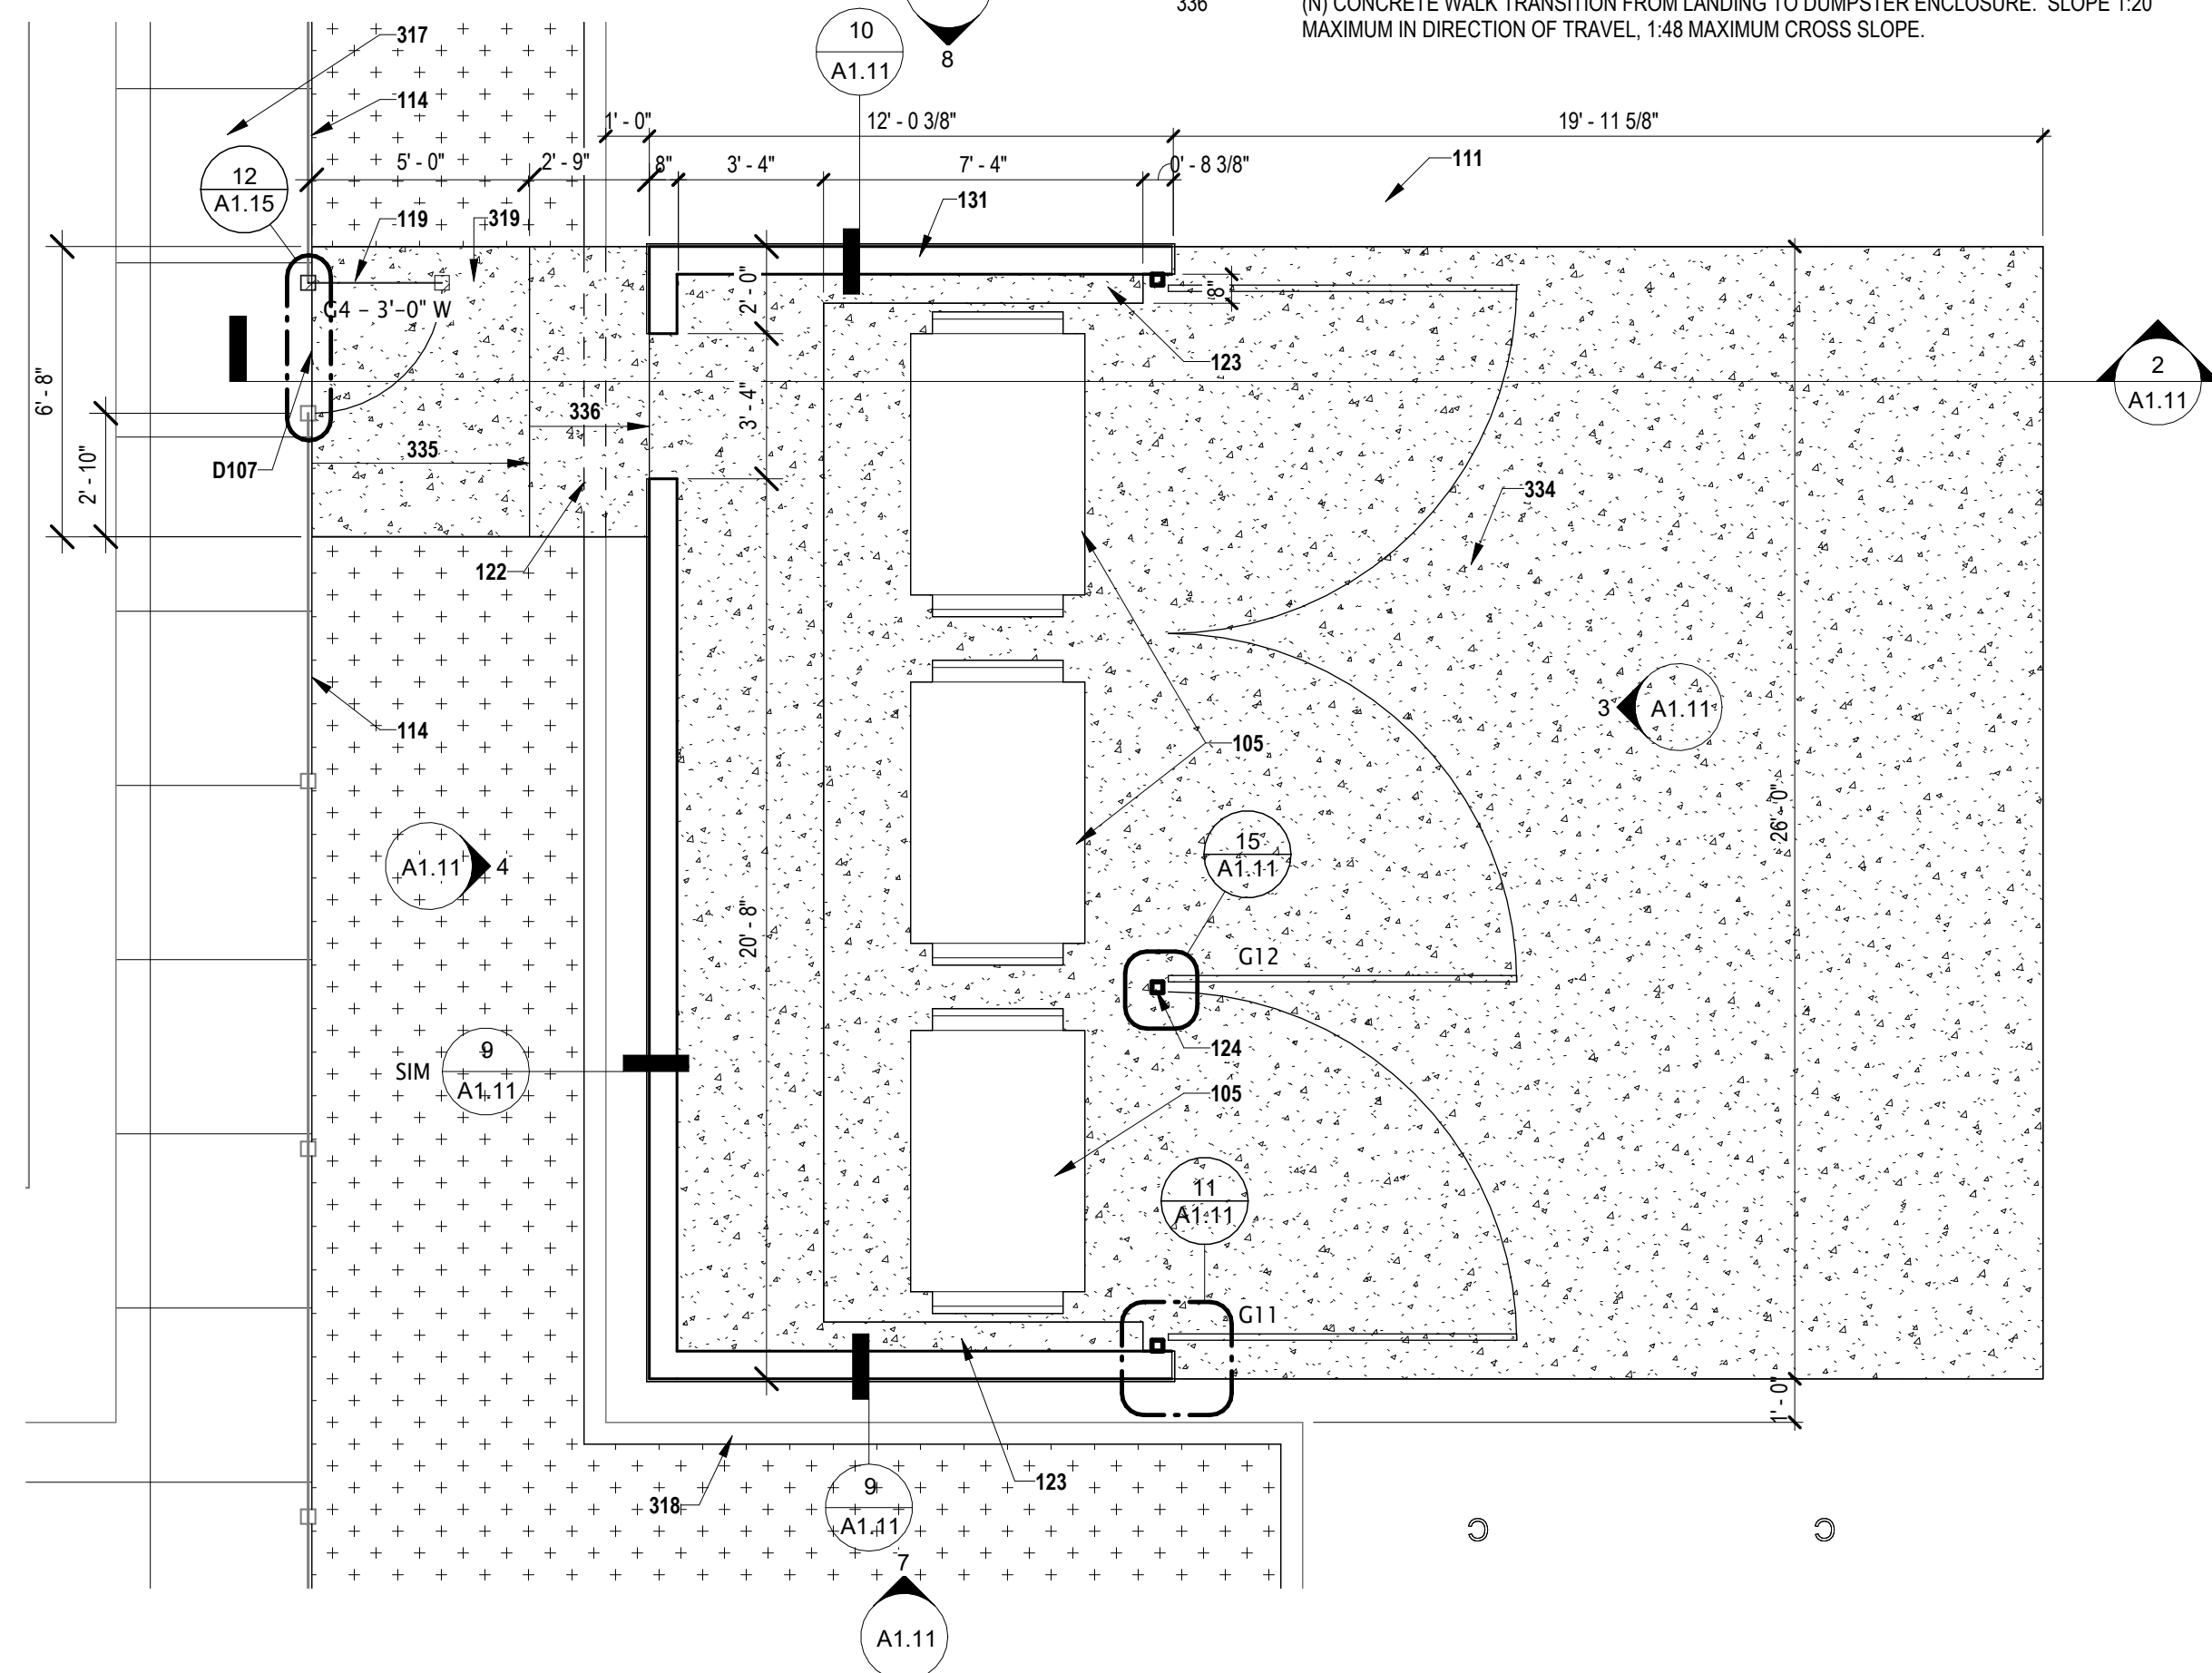 336 (N) CONCRETE WALK TRANSITION FROM LANDING TO DUMPSTER ENCLOSURE. SLOPE 1:20
MAXIMUM IN DIRECTION OF TRAVEL, 1:48 MAXIMUM CROSS SLOPE.
317
10
A1.11
8
114
1' - 0"
12' - 0 3/8"
19' - 11 5/8"
5' - 0"
2' - 9"
8"
3' - 4"
7' - 4"
0' - 8 3/8"
111
12
A1.15
131
119
319
2' - 0"
8"
G4 - 3'-0" W
123
2
A1.11
6' - 8"
336
3' - 4"
335
D107
2' - 10"
334
122
3
A1.11
114
105
26' - 0"
15
A1.11
A1.11
4
20' - 8"
G12
124
SIM
9
A1.11
105
11
A1.11
G11
1' - 0"
123
318
9
A1.11
7
A1.11
C
C